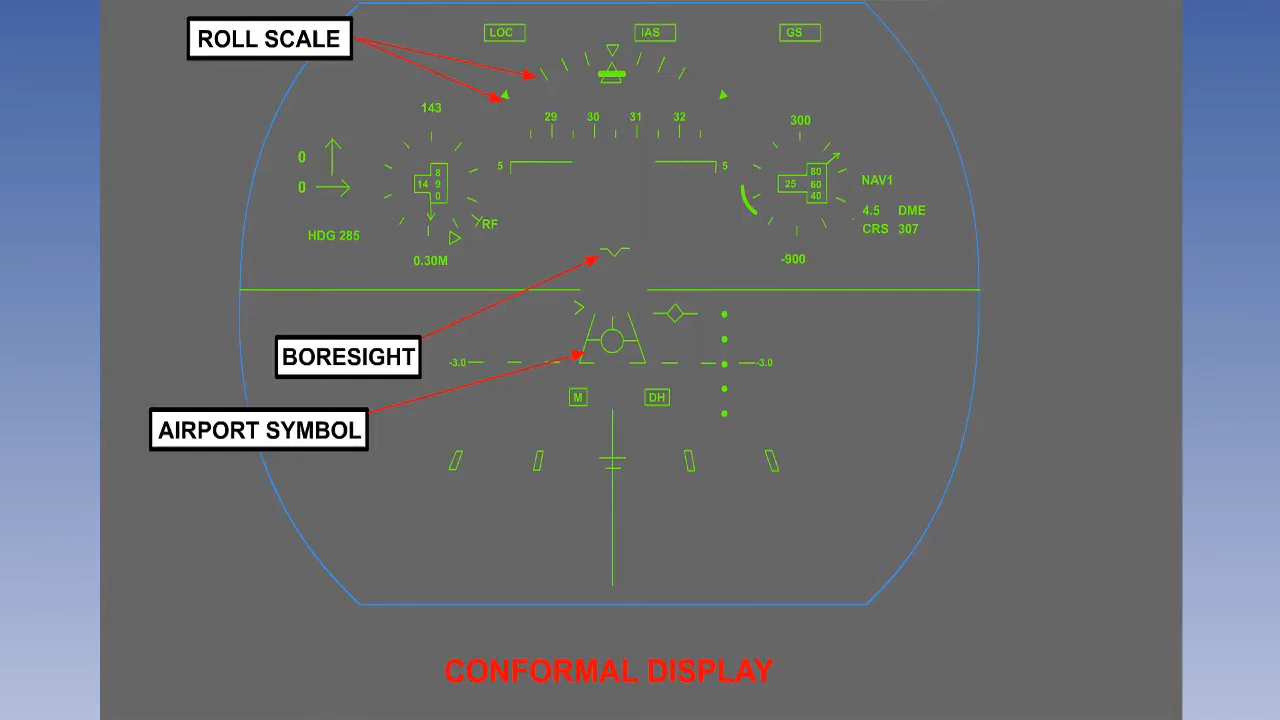 ROLL SCALE
LOC
IAS
GS
143
29 30 31 32
300
0
5
5
8
14 9
0
80
25 60
40
NAV1
0
4.5 DME
RF
CRS 307
HDG 285
0.30M
-900
BORESIGHT
-3.0
-3.0
M
DH
AIRPORT SYMBOL
CONFORMAL DISPLAY